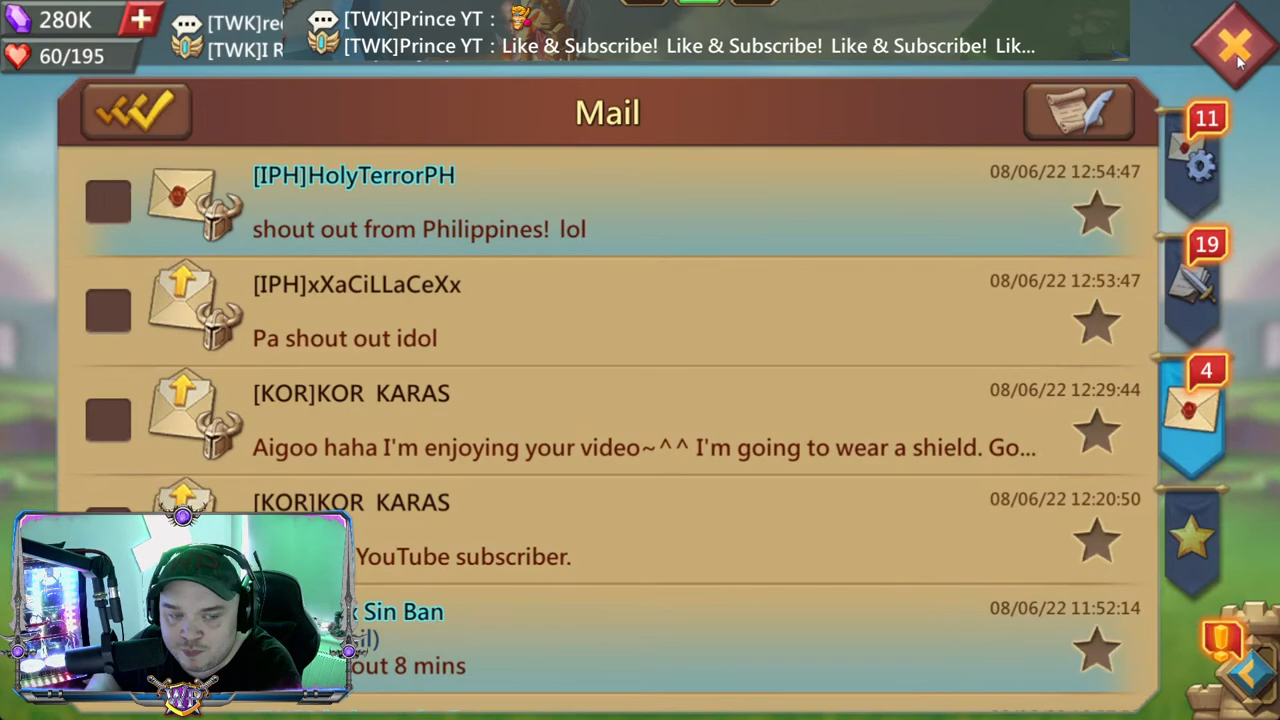 280K
60/195
[TWK]re
[TWK]I R
[TWK]Prince YT :
[TWK]Prince YT : Like & Subscribe! Like & Subscribe! Like & Subscribe! Lik...
Mail
[IPH]HolyTerrorPH
08/06/22 12:54:47
shout out from Philippines! lol
[IPH]xXaCiLLaCeXx
08/06/22 12:53:47
Pa shout out idol
[KOR]KOR KARAS
08/06/22 12:29:44
Aigoo haha I'm enjoying your video~^^ I'm going to wear a shield. Go...
[KOR]KOR KARAS
08/06/22 12:20:50
YouTube subscriber.
Sin Ban
08/06/22 11:52:14
out 8 mins
11
19
4